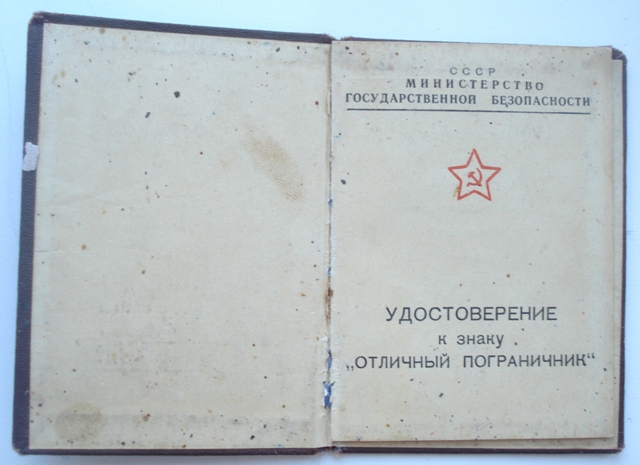 СССР
МИНИСТЕРСТВО
ГОСУДАРСТВЕННОЙ БЕЗОПАСНОСТИ
УДОСТОВЕРЕНИЕ
к знаку
„ОТЛИЧНЫЙ ПОГРАНИЧНИК“